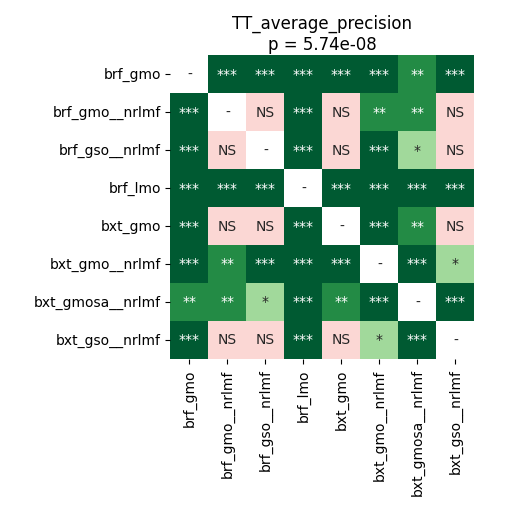 TT_average_precision
p = 5.74e-08
brf_gmo - *** *** *** *** *** ** ***
brf_gmo__nrlmf *** - NS *** NS ** ** NS
brf_gso__nrlmf *** NS - *** NS *** * NS
brf_lmo *** *** *** - *** *** *** ***
bxt_gmo *** NS NS *** - *** ** NS
bxt_gmo__nrlmf *** ** *** *** *** - *** *
bxt_gmosa__nrlmf ** ** * *** ** *** - ***
bxt_gso__nrlmf *** NS NS *** NS * *** -
brf_gmo
brf_gmo__nrlmf
brf_gso__nrlmf
brf_lmo
bxt_gmo
bxt_gmo__nrlmf
bxt_gmosa__nrlmf
bxt_gso__nrlmf